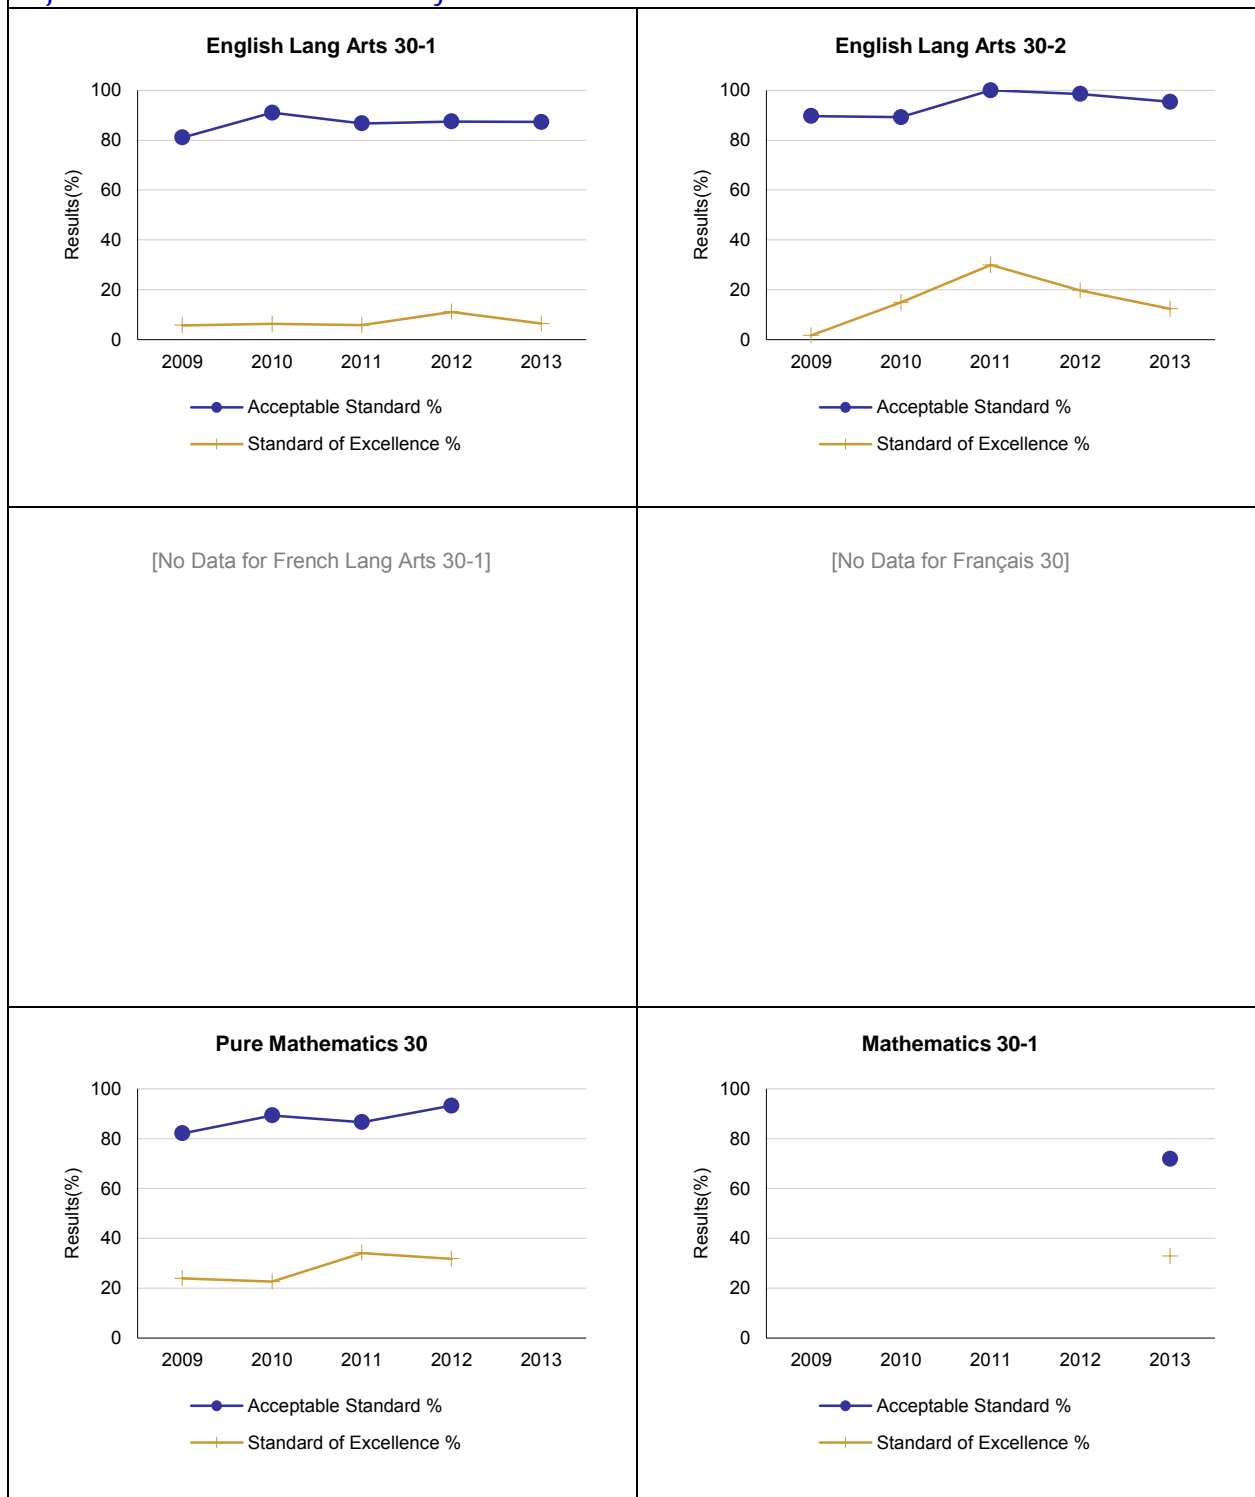 English Lang Arts 30-1
100
80
60
40
20
0
Results(%)
2009 2010 2011 2012 2013
Acceptable Standard %
Standard of Excellence %
English Lang Arts 30-2
100
80
60
40
20
0
Results(%)
2009 2010 2011 2012 2013
Acceptable Standard %
Standard of Excellence %
[No Data for French Lang Arts 30-1]
[No Data for Français 30]
Pure Mathematics 30
100
80
60
40
20
0
Results(%)
2009 2010 2011 2012 2013
Acceptable Standard %
Standard of Excellence %
Mathematics 30-1
100
80
60
40
20
0
Results(%)
2009 2010 2011 2012 2013
Acceptable Standard %
Standard of Excellence %